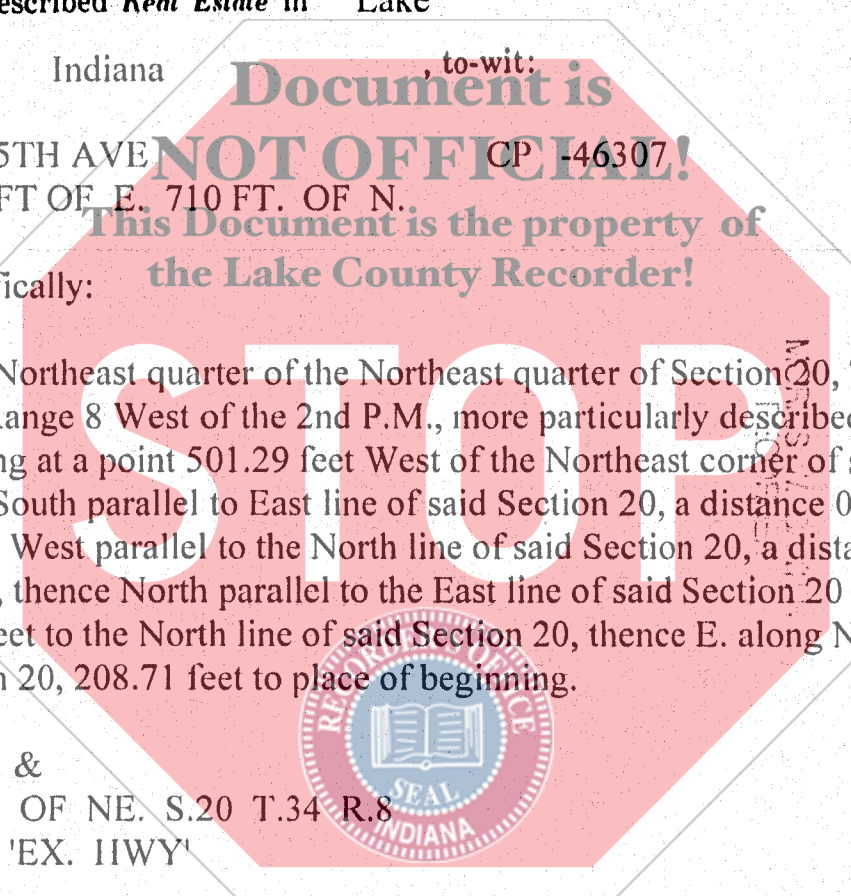 escribed Real Estate in Lake
Indiana , to-wit:
Document is
5TH AVE CP -46307
NOT OFFICIAL!
FT OF E. 710 FT. OF N.
This Document is the property of
the Lake County Recorder!
fically:
STOP
Northeast quarter of the Northeast quarter of Section 20,
Range 8 West of the 2nd P.M., more particularly described
ng at a point 501.29 feet West of the Northeast corner of s
South parallel to East line of said Section 20, a distance 0
West parallel to the North line of said Section 20, a dista
, thence North parallel to the East line of said Section 20
eet to the North line of said Section 20, thence E. along N
n 20, 208.71 feet to place of beginning.
RECORDER'S OFFICE
SEAL
INDIANA
&
OF NE. S.20 T.34 R.8
'EX. HWY'